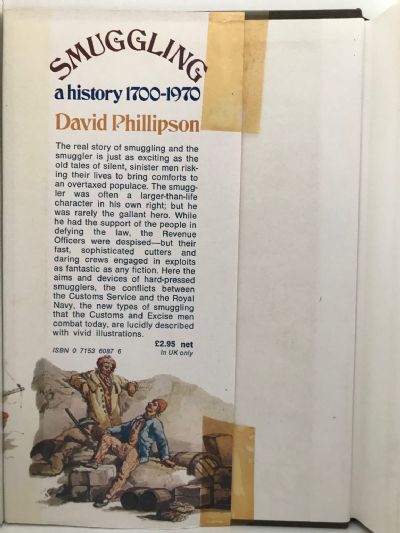 SMUGGLING
a history 1700-1970
David Phillipson
The real story of smuggling and the
smuggler is just as exciting as the
old tales of silent, sinister men risk-
ing their lives to bring comforts to
an overtaxed populace. The smugg-
ler was often a larger-than-life
character in his own right; but he
was rarely the gallant hero. While
he had the support of the people in
defying the law, the Revenue
Officers were despised—but their
fast, sophisticated cutters and
daring crews engaged in exploits
as fantastic as any fiction. Here the
aims and devices of hard-pressed
smugglers, the conflicts between
the Customs Service and the Royal
Navy, the new types of smuggling
that the Customs and Excise men
combat today, are lucidly described
with vivid illustrations.
£2.95 net
ISBN 0 7153 6087 6 in UK only